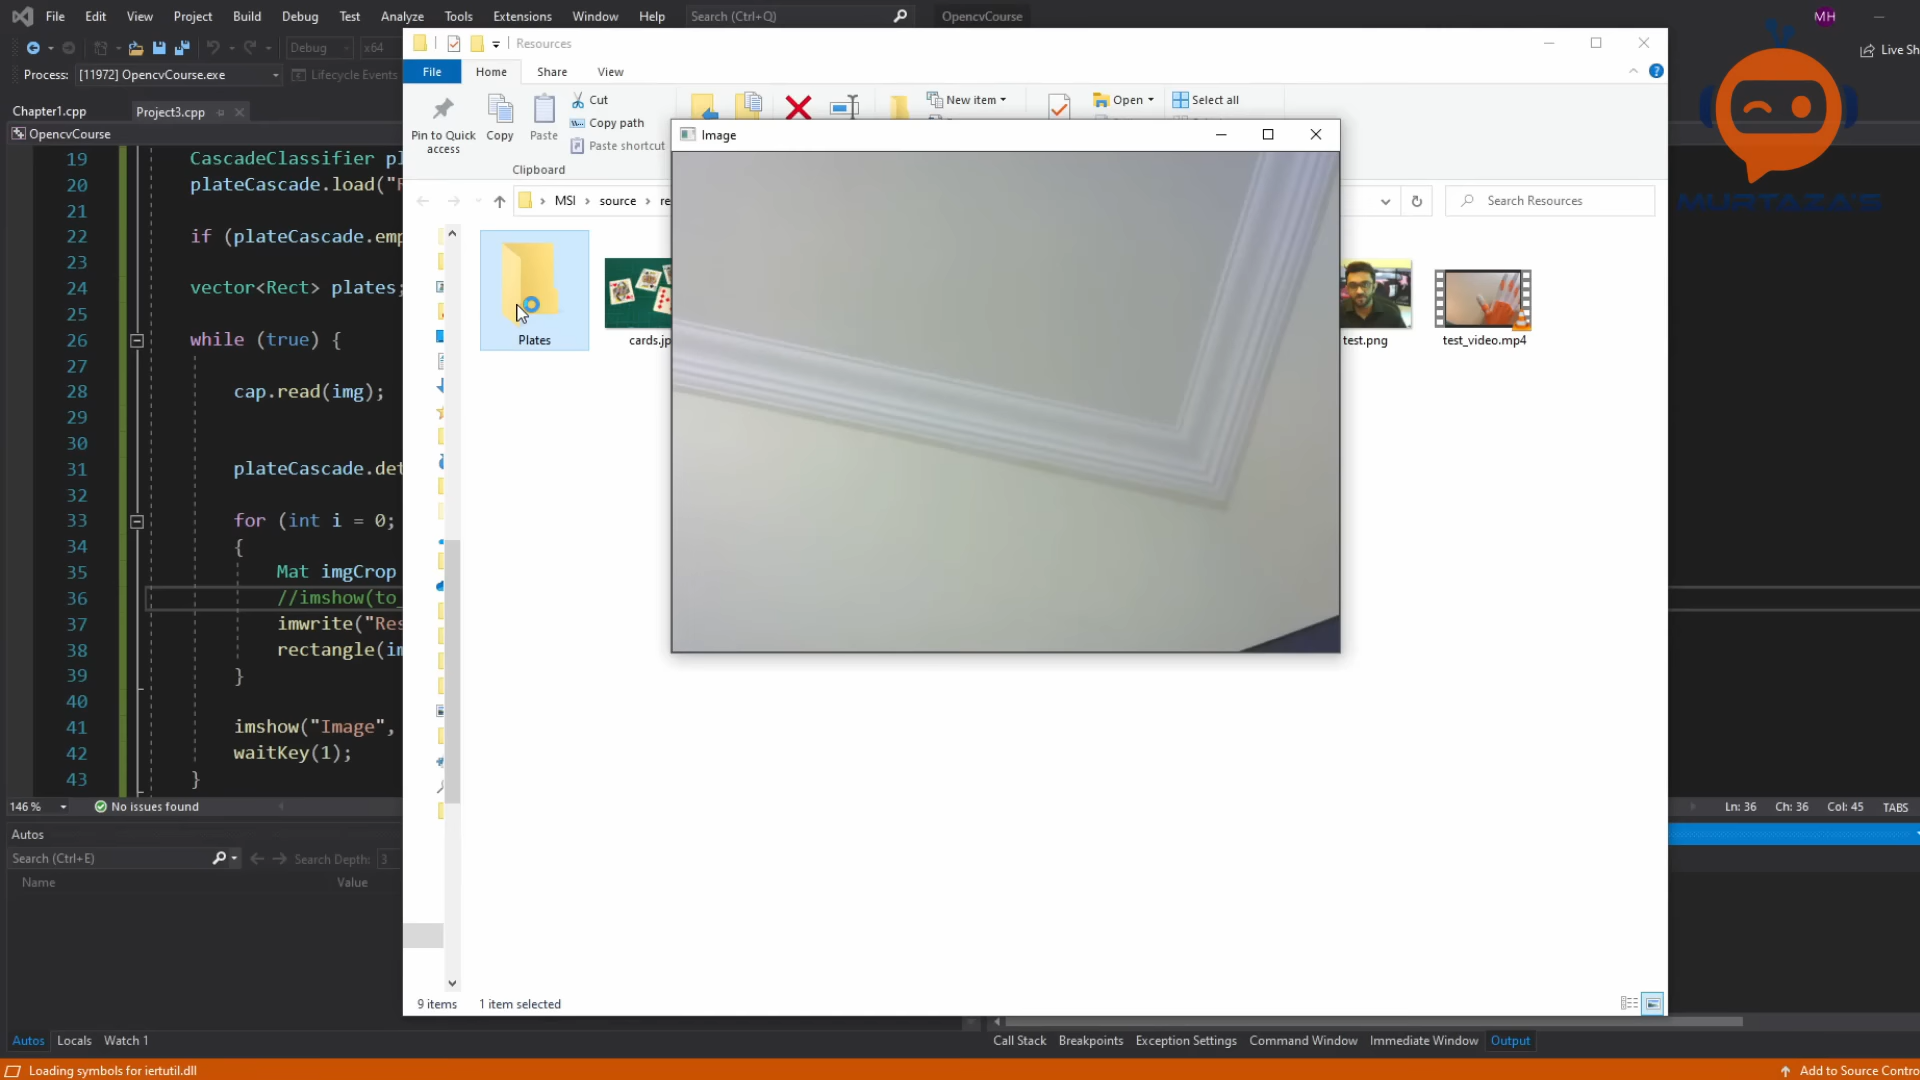 File Edit View Project Build Debug Test Analyze Tools Extensions Window Help Search (Ctrl+Q) OpencvCourse MH
Debug x64 Live Sh
Process: [11972] OpencvCourse.exe Lifecycle Events
Chapter1.cpp Project3.cpp
OpencvCourse
MURTAZA'S
19 CascadeClassifier pl
20 plateCascade.load("R
21
22 if (plateCascade.emp
23
24 vector<Rect> plates;
25
26 while (true) {
27
28 cap.read(img);
29
30
31 plateCascade.det
32
33 for (int i = 0;
34 {
35 Mat imgCrop
36 //imshow(to_
37 imwrite("Res
38 rectangle(im
39 }
40
41 imshow("Image",
42 waitKey(1);
43 }
Resources
File Home Share View
Pin to Quick access
Copy
Paste
Cut
Copy path
Paste shortcut
Clipboard
New item
Open
Select all
MSI source re
Search Resources
Image
Plates
cards.jp
test.png
test_video.mp4
9 items 1 item selected
146 % No issues found
Ln: 36 Ch: 36 Col: 45 TABS
Autos
Search (Ctrl+E) Search Depth: 3
Name Value
Autos Locals Watch 1
Call Stack Breakpoints Exception Settings Command Window Immediate Window Output
Loading symbols for iertutil.dll
Add to Source Contro